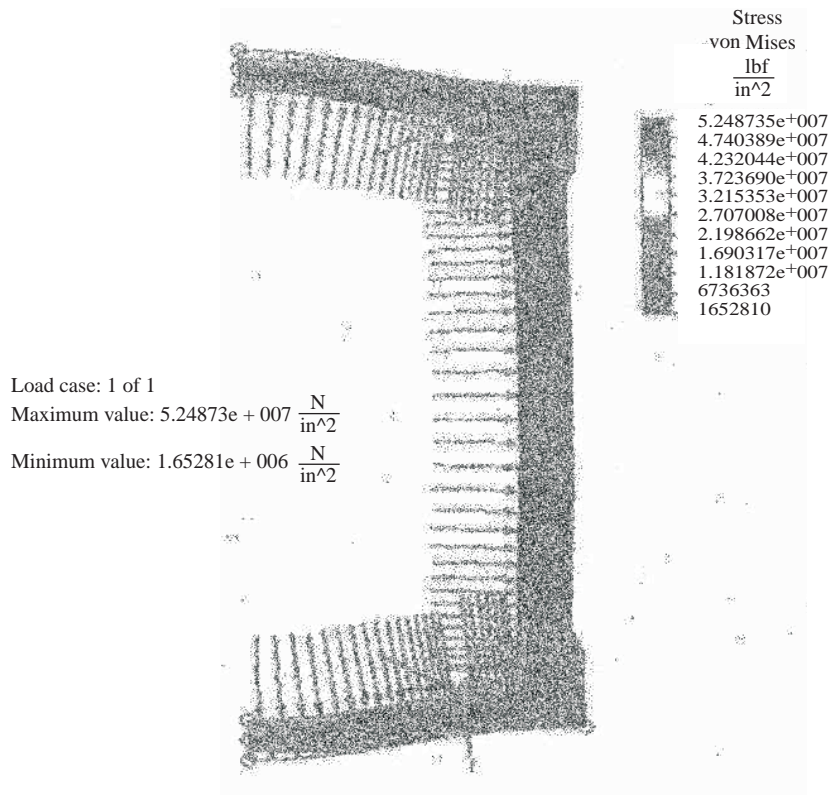 Stress
von Mises
lbf
in^2
5.248735e+007
4.740389e+007
4.232044e+007
3.723690e+007
3.215353e+007
2.707008e+007
2.198662e+007
1.690317e+007
1.181872e+007
6736363
1652810
Load case: 1 of 1
Maximum value: 5.24873e + 007 N
in^2
Minimum value: 1.65281e + 006 N
in^2